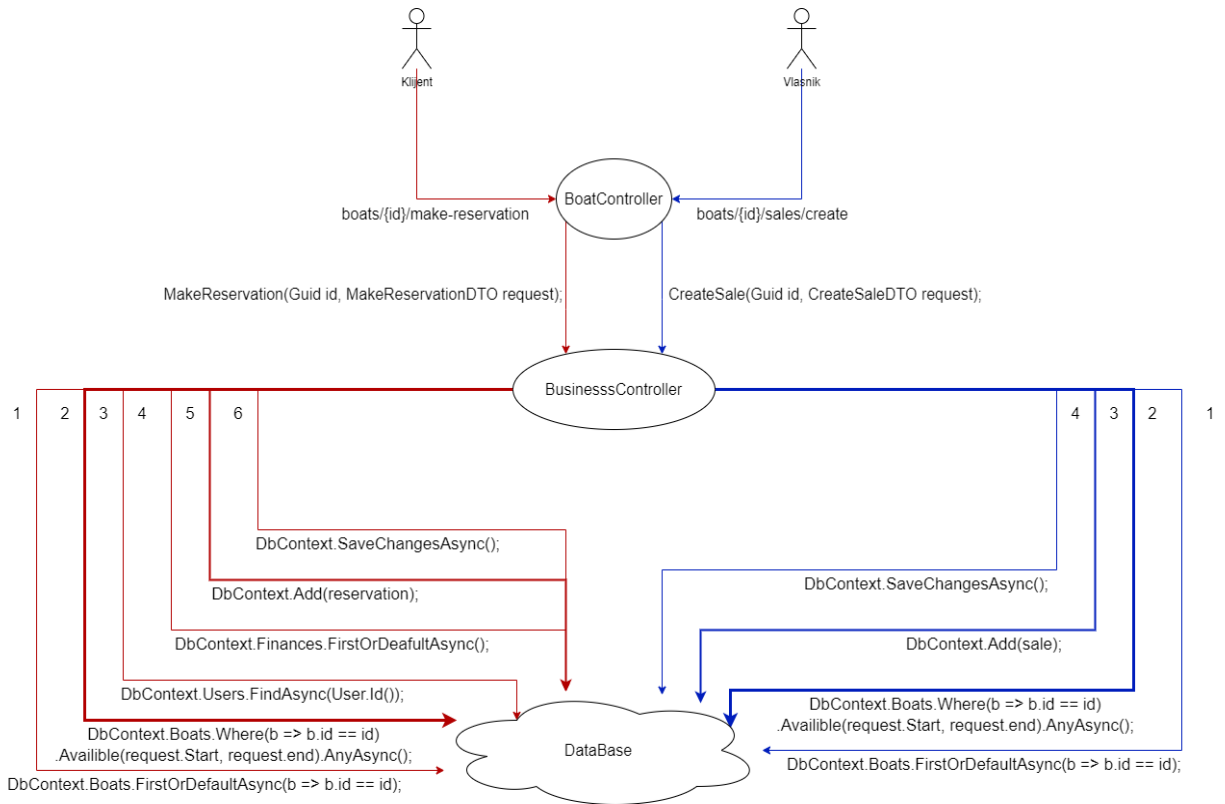 Klijent
Vlasnik
BoatController
boats/{id}/make-reservation
boats/{id}/sales/create
MakeReservation(Guid id, MakeReservationDTO request);
CreateSale(Guid id, CreateSaleDTO request);
BusinesssController
1
2
3
4
5
6
4
3
2
1
DbContext.SaveChangesAsync();
DbContext.Add(reservation);
DbContext.Finances.FirstOrDeafultAsync();
DbContext.Users.FindAsync(User.Id());
DbContext.Boats.Where(b => b.id == id)
.Availible(request.Start, request.end).AnyAsync();
DbContext.Boats.FirstOrDefaultAsync(b => b.id == id);
DbContext.SaveChangesAsync();
DbContext.Add(sale);
DbContext.Boats.Where(b => b.id == id)
.Availible(request.Start, request.end).AnyAsync();
DbContext.Boats.FirstOrDefaultAsync(b => b.id == id);
DataBase